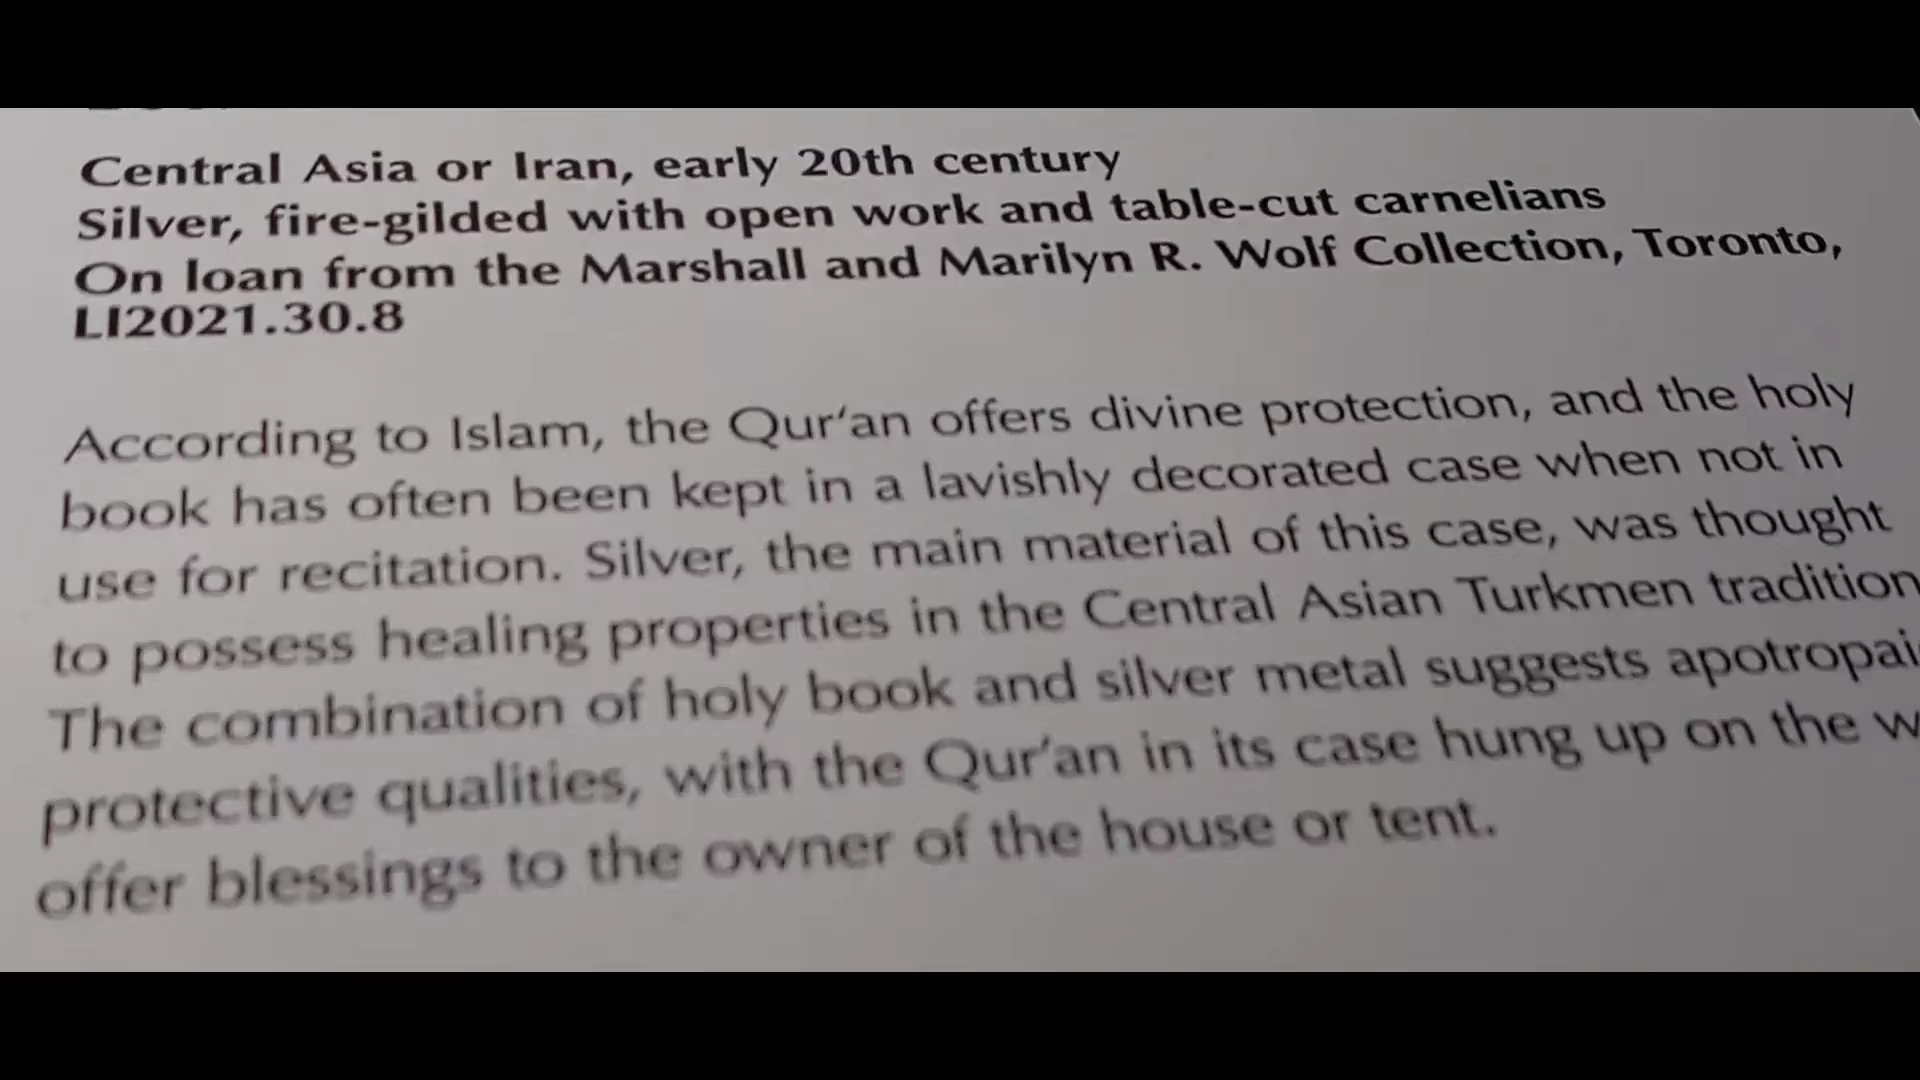 Central Asia or Iran, early 20th century
Silver, fire-gilded with open work and table-cut carnelians
On loan from the Marshall and Marilyn R. Wolf Collection, Toronto,
LI2021.30.8
According to Islam, the Qur'an offers divine protection, and the holy
book has often been kept in a lavishly decorated case when not in
use for recitation. Silver, the main material of this case, was thought
to possess healing properties in the Central Asian Turkmen tradition
The combination of holy book and silver metal suggests apotropai
protective qualities, with the Qur'an in its case hung up on the w
offer blessings to the owner of the house or tent.